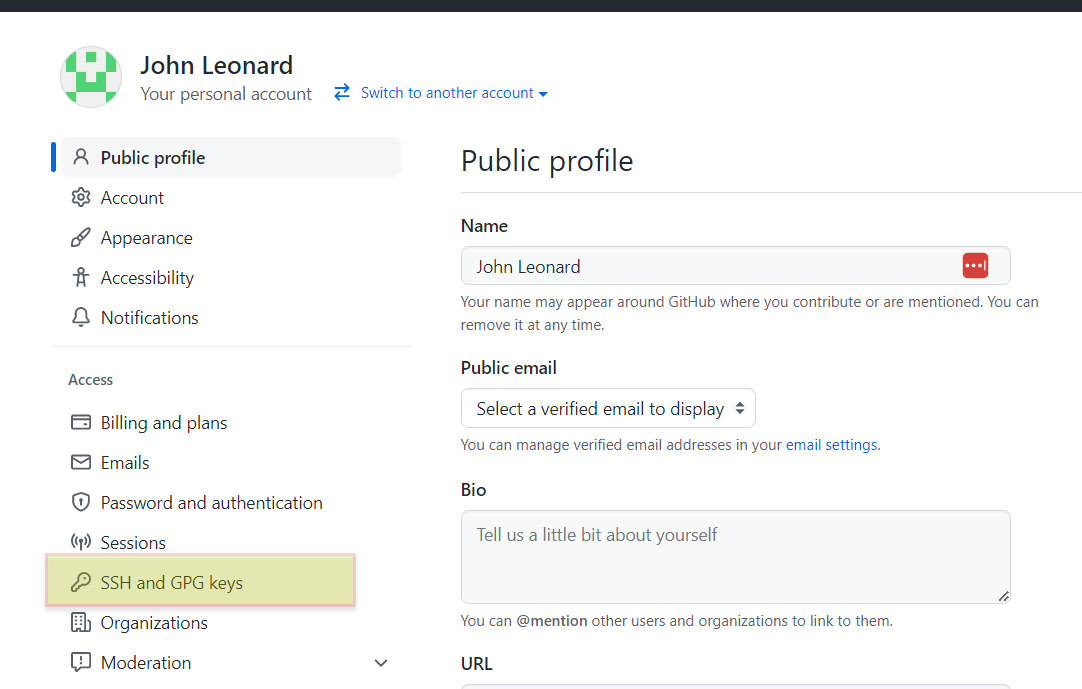 John Leonard
Your personal account
Switch to another account
Public profile
Account
Appearance
Accessibility
Notifications
Access
Billing and plans
Emails
Password and authentication
Sessions
SSH and GPG keys
Organizations
Moderation
Public profile
Name
John Leonard
Your name may appear around GitHub where you contribute or are mentioned. You can
remove it at any time.
Public email
Select a verified email to display
You can manage verified email addresses in your email settings.
Bio
Tell us a little bit about yourself
You can @mention other users and organizations to link to them.
URL